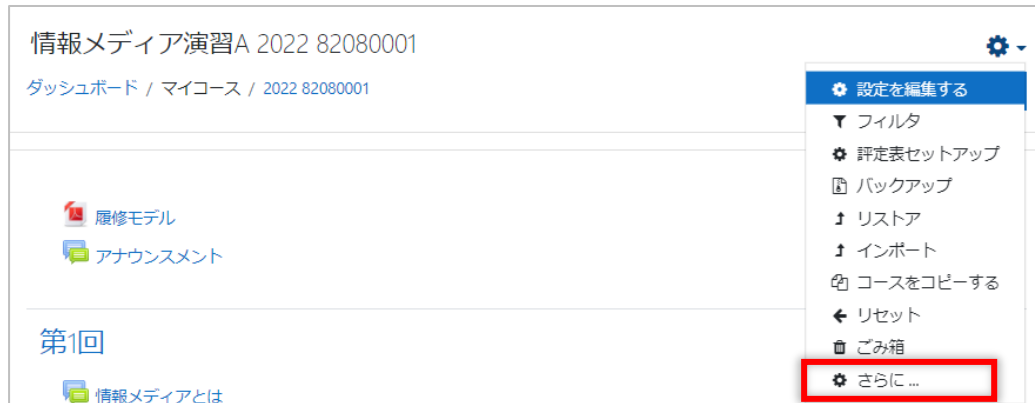 情報メディア演習A 2022 82080001
ダッシュボード / マイコース / 2022 82080001
設定を編集する
フィルタ
評定表セットアップ
バックアップ
リストア
インポート
コースをコピーする
リセット
ごみ箱
さらに ...
履修モデル
アナウンスメント
第1回
情報メディアとは